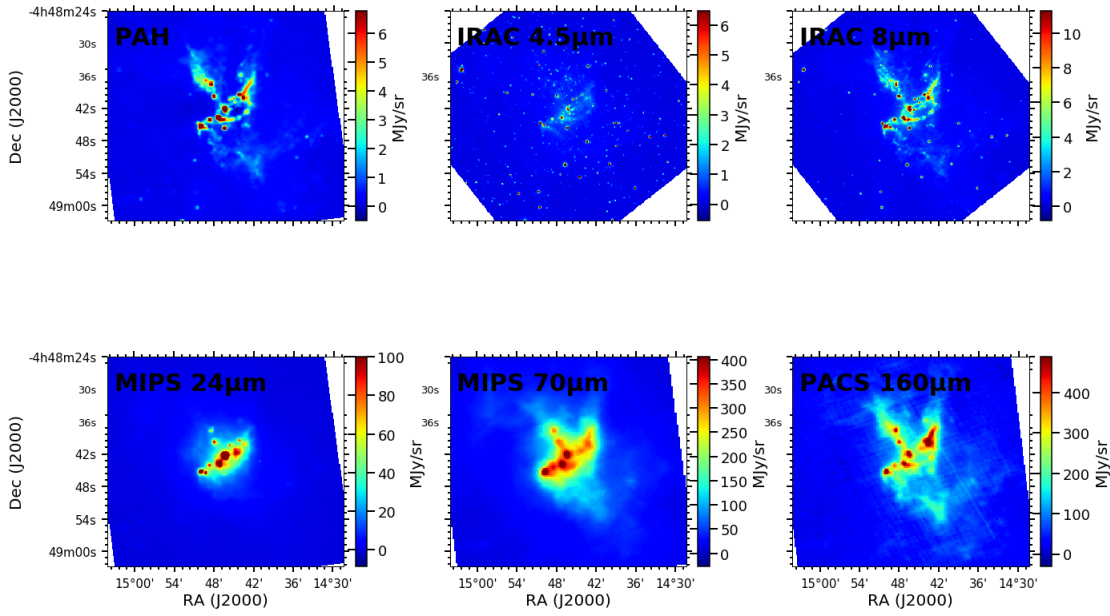 PAH
IRAC 4.5µm
IRAC 8µm
-4h48m24s
30s
36s
42s
48s
54s
49m00s
Dec (J2000)
6
5
4
3
2
1
0
MJy/sr
36s
6
5
4
3
2
1
0
MJy/sr
36s
10
8
6
4
2
0
MJy/sr
MIPS 24µm
MIPS 70µm
PACS 160µm
-4h48m24s
30s
36s
42s
48s
54s
49m00s
Dec (J2000)
100
80
60
40
20
0
MJy/sr
30s
36s
400
350
300
250
200
150
100
50
0
MJy/sr
30s
36s
400
300
200
100
0
MJy/sr
15°00' 54' 48' 42' 36' 14°30'
RA (J2000)
15°00' 54' 48' 42' 36' 14°30'
RA (J2000)
15°00' 54' 48' 42' 36' 14°30'
RA (J2000)